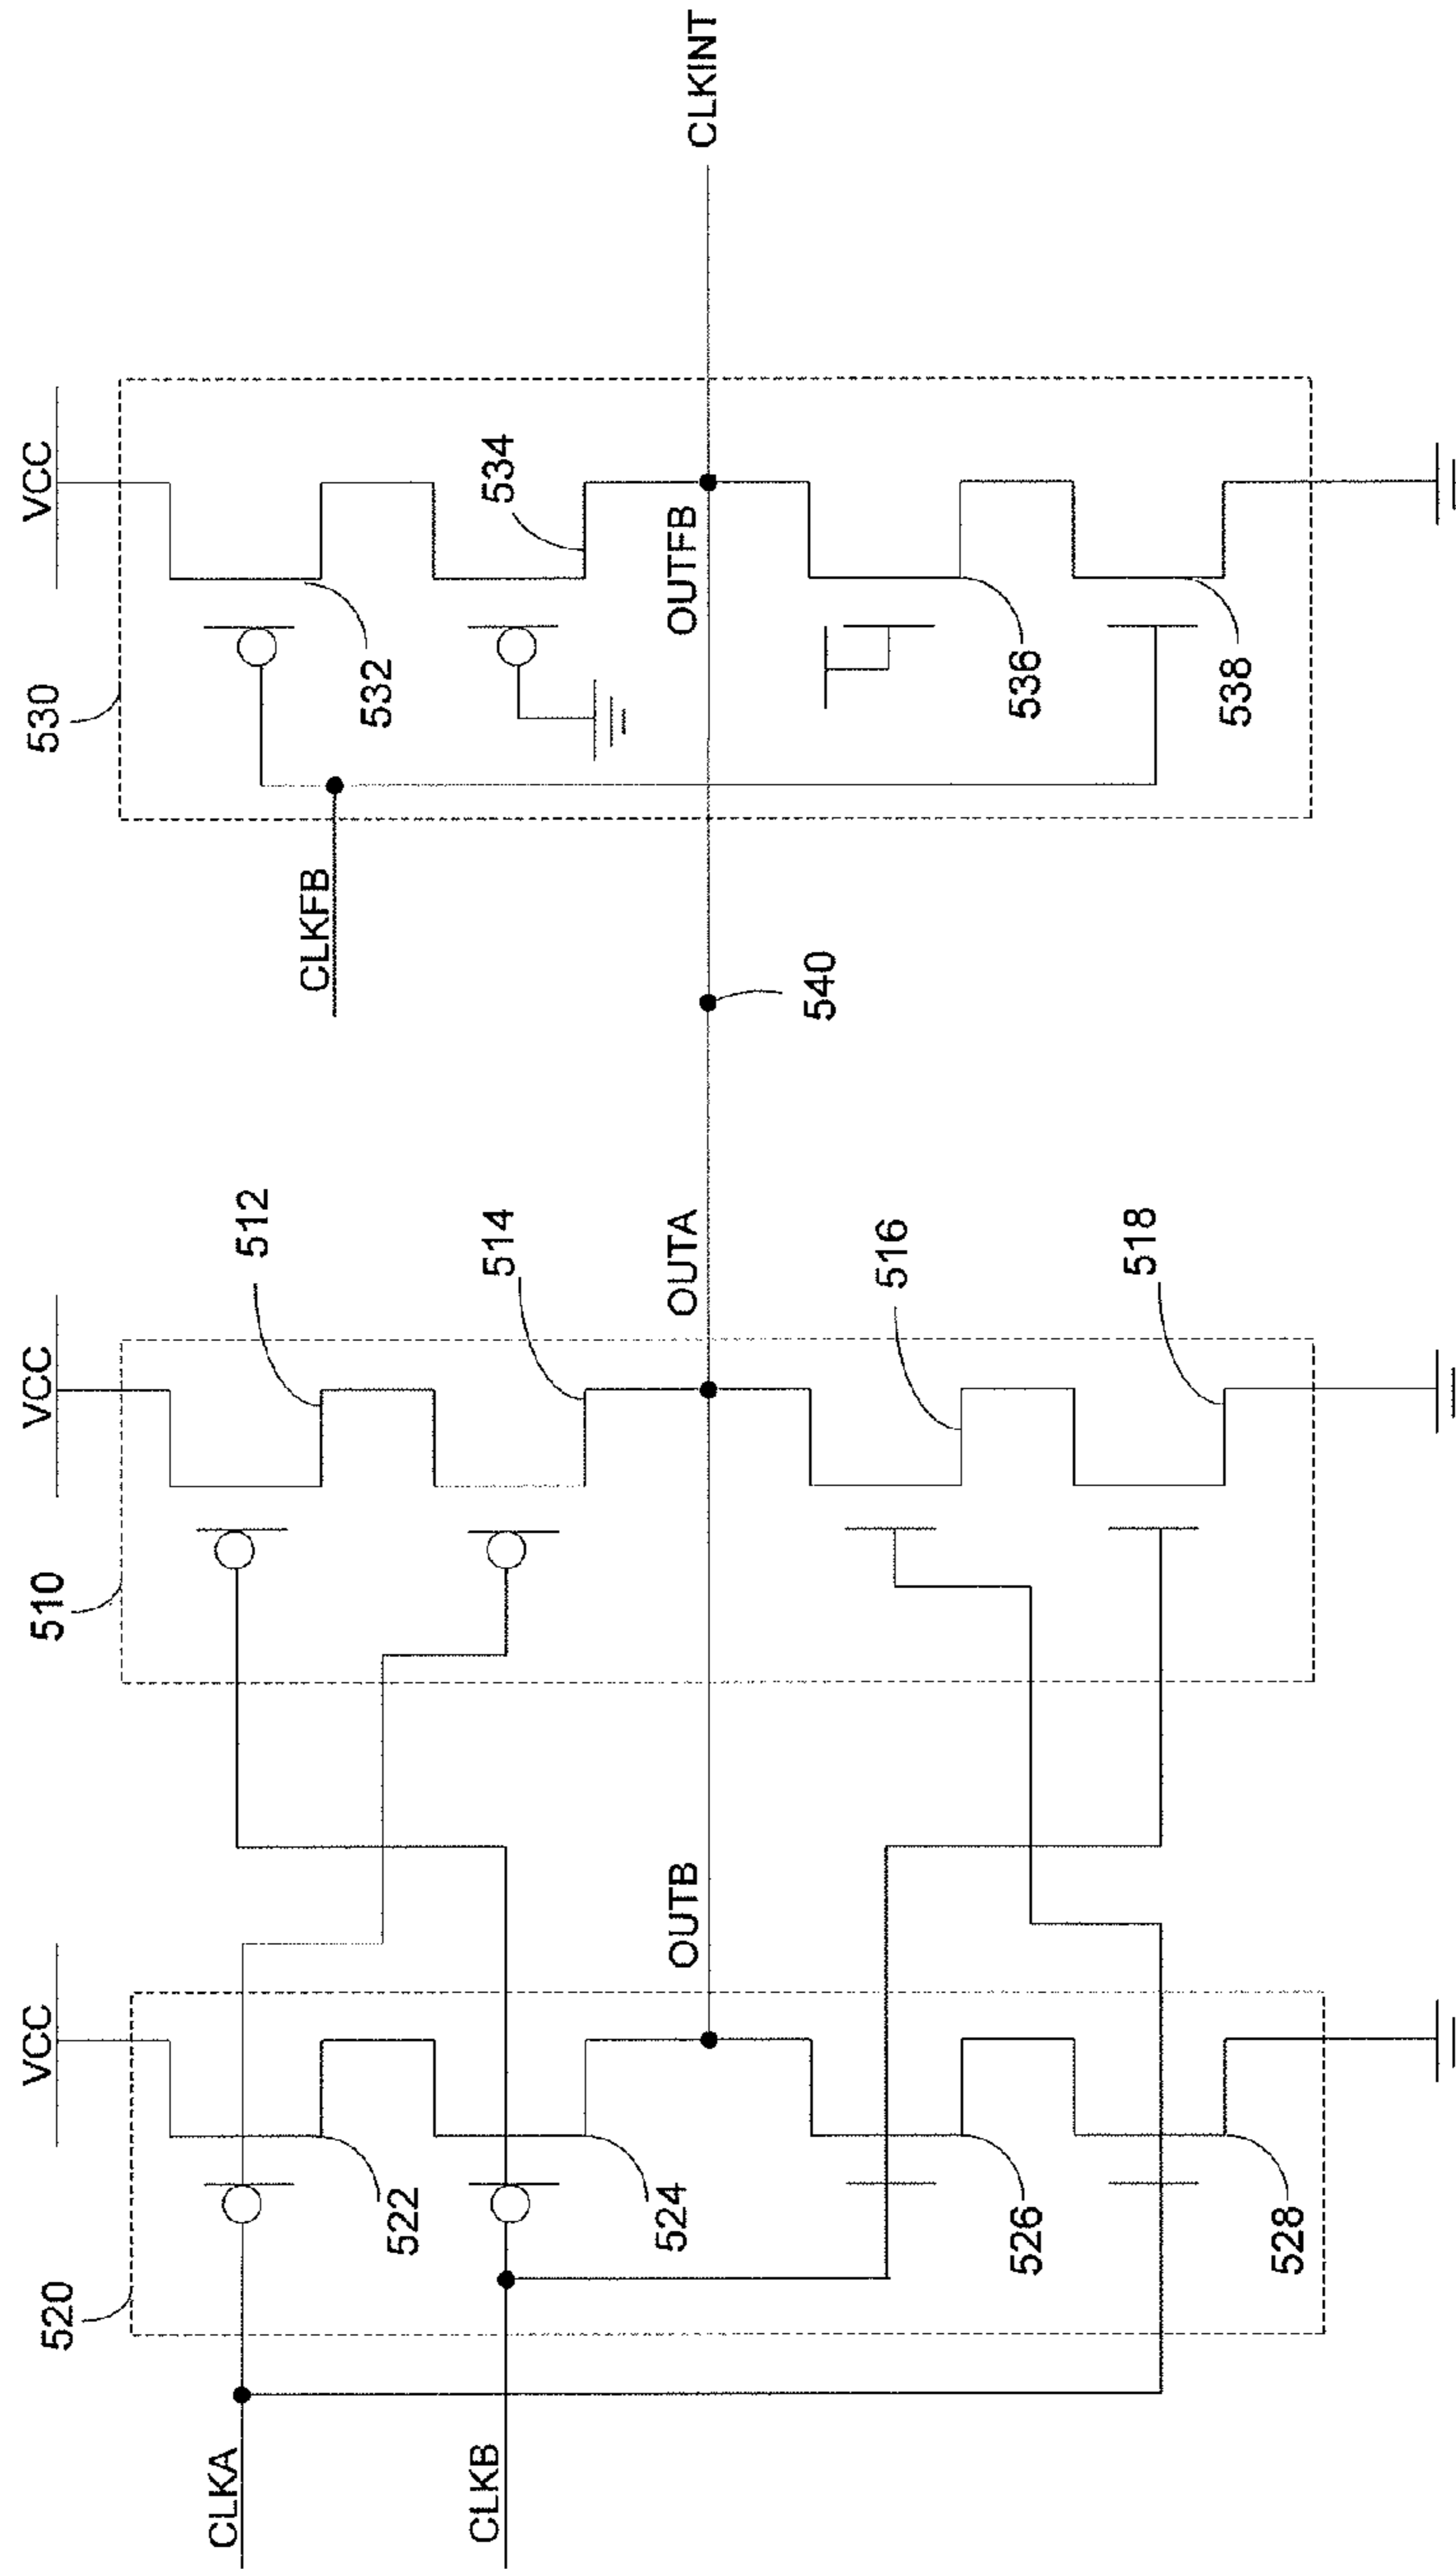 VCC
VCC
VCC
520
510
530
CLKA
522
512
532
CLKFB
CLKB
524
514
534
OUTB
OUTA
OUTFB
CLKINT
540
526
516
536
528
518
538